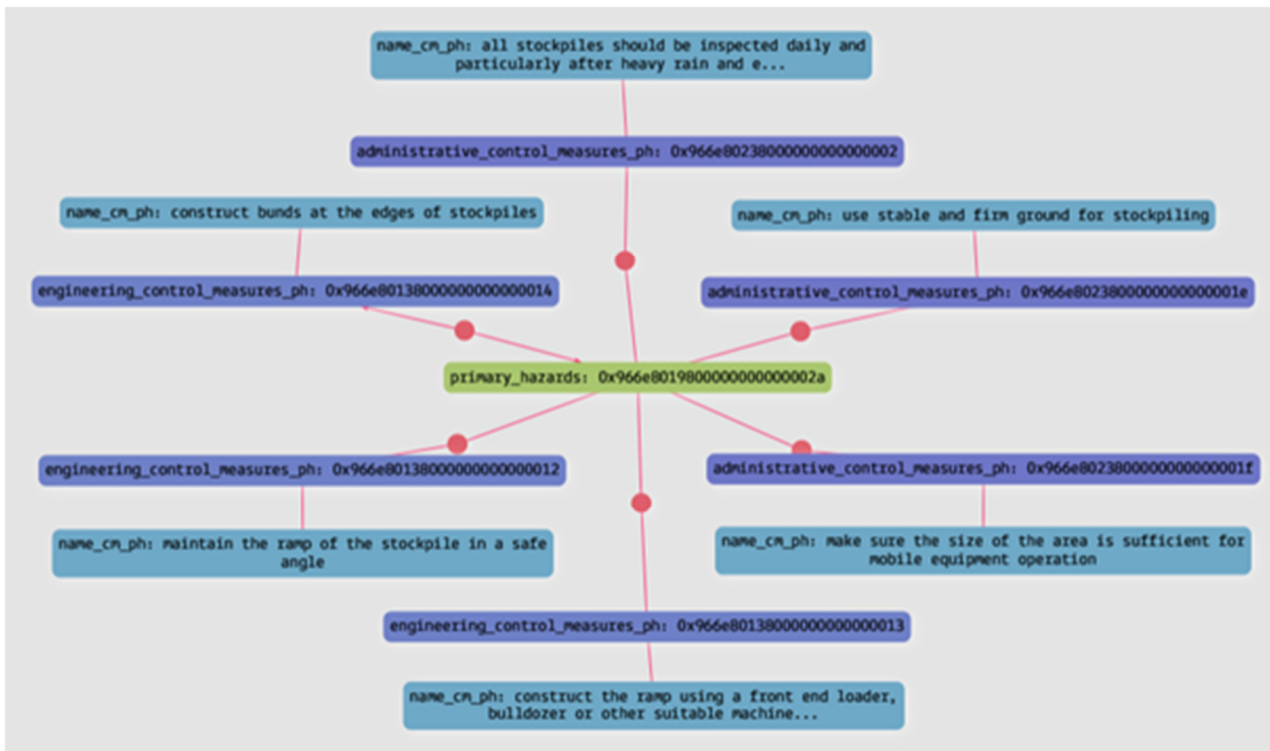 name_cm_ph: all stockpiles should be inspected daily and
particularly after heavy rain and e...
administrative_control_measures_ph: 0x966e80238000000000000002
name_cm_ph: construct bunds at the edges of stockpiles
name_cm_ph: use stable and firm ground for stockpiling
engineering_control_measures_ph: 0x966e80138000000000000014
administrative_control_measures_ph: 0x966e8023800000000000001e
primary_hazards: 0x966e8019800000000000002a
engineering_control_measures_ph: 0x966e80138000000000000012
administrative_control_measures_ph: 0x966e8023800000000000001f
name_cm_ph: maintain the ramp of the stockpile in a safe
angle
name_cm_ph: make sure the size of the area is sufficient for
mobile equipment operation
engineering_control_measures_ph: 0x966e80138000000000000013
name_cm_ph: construct the ramp using a front end loader,
bulldozer or other suitable machine...